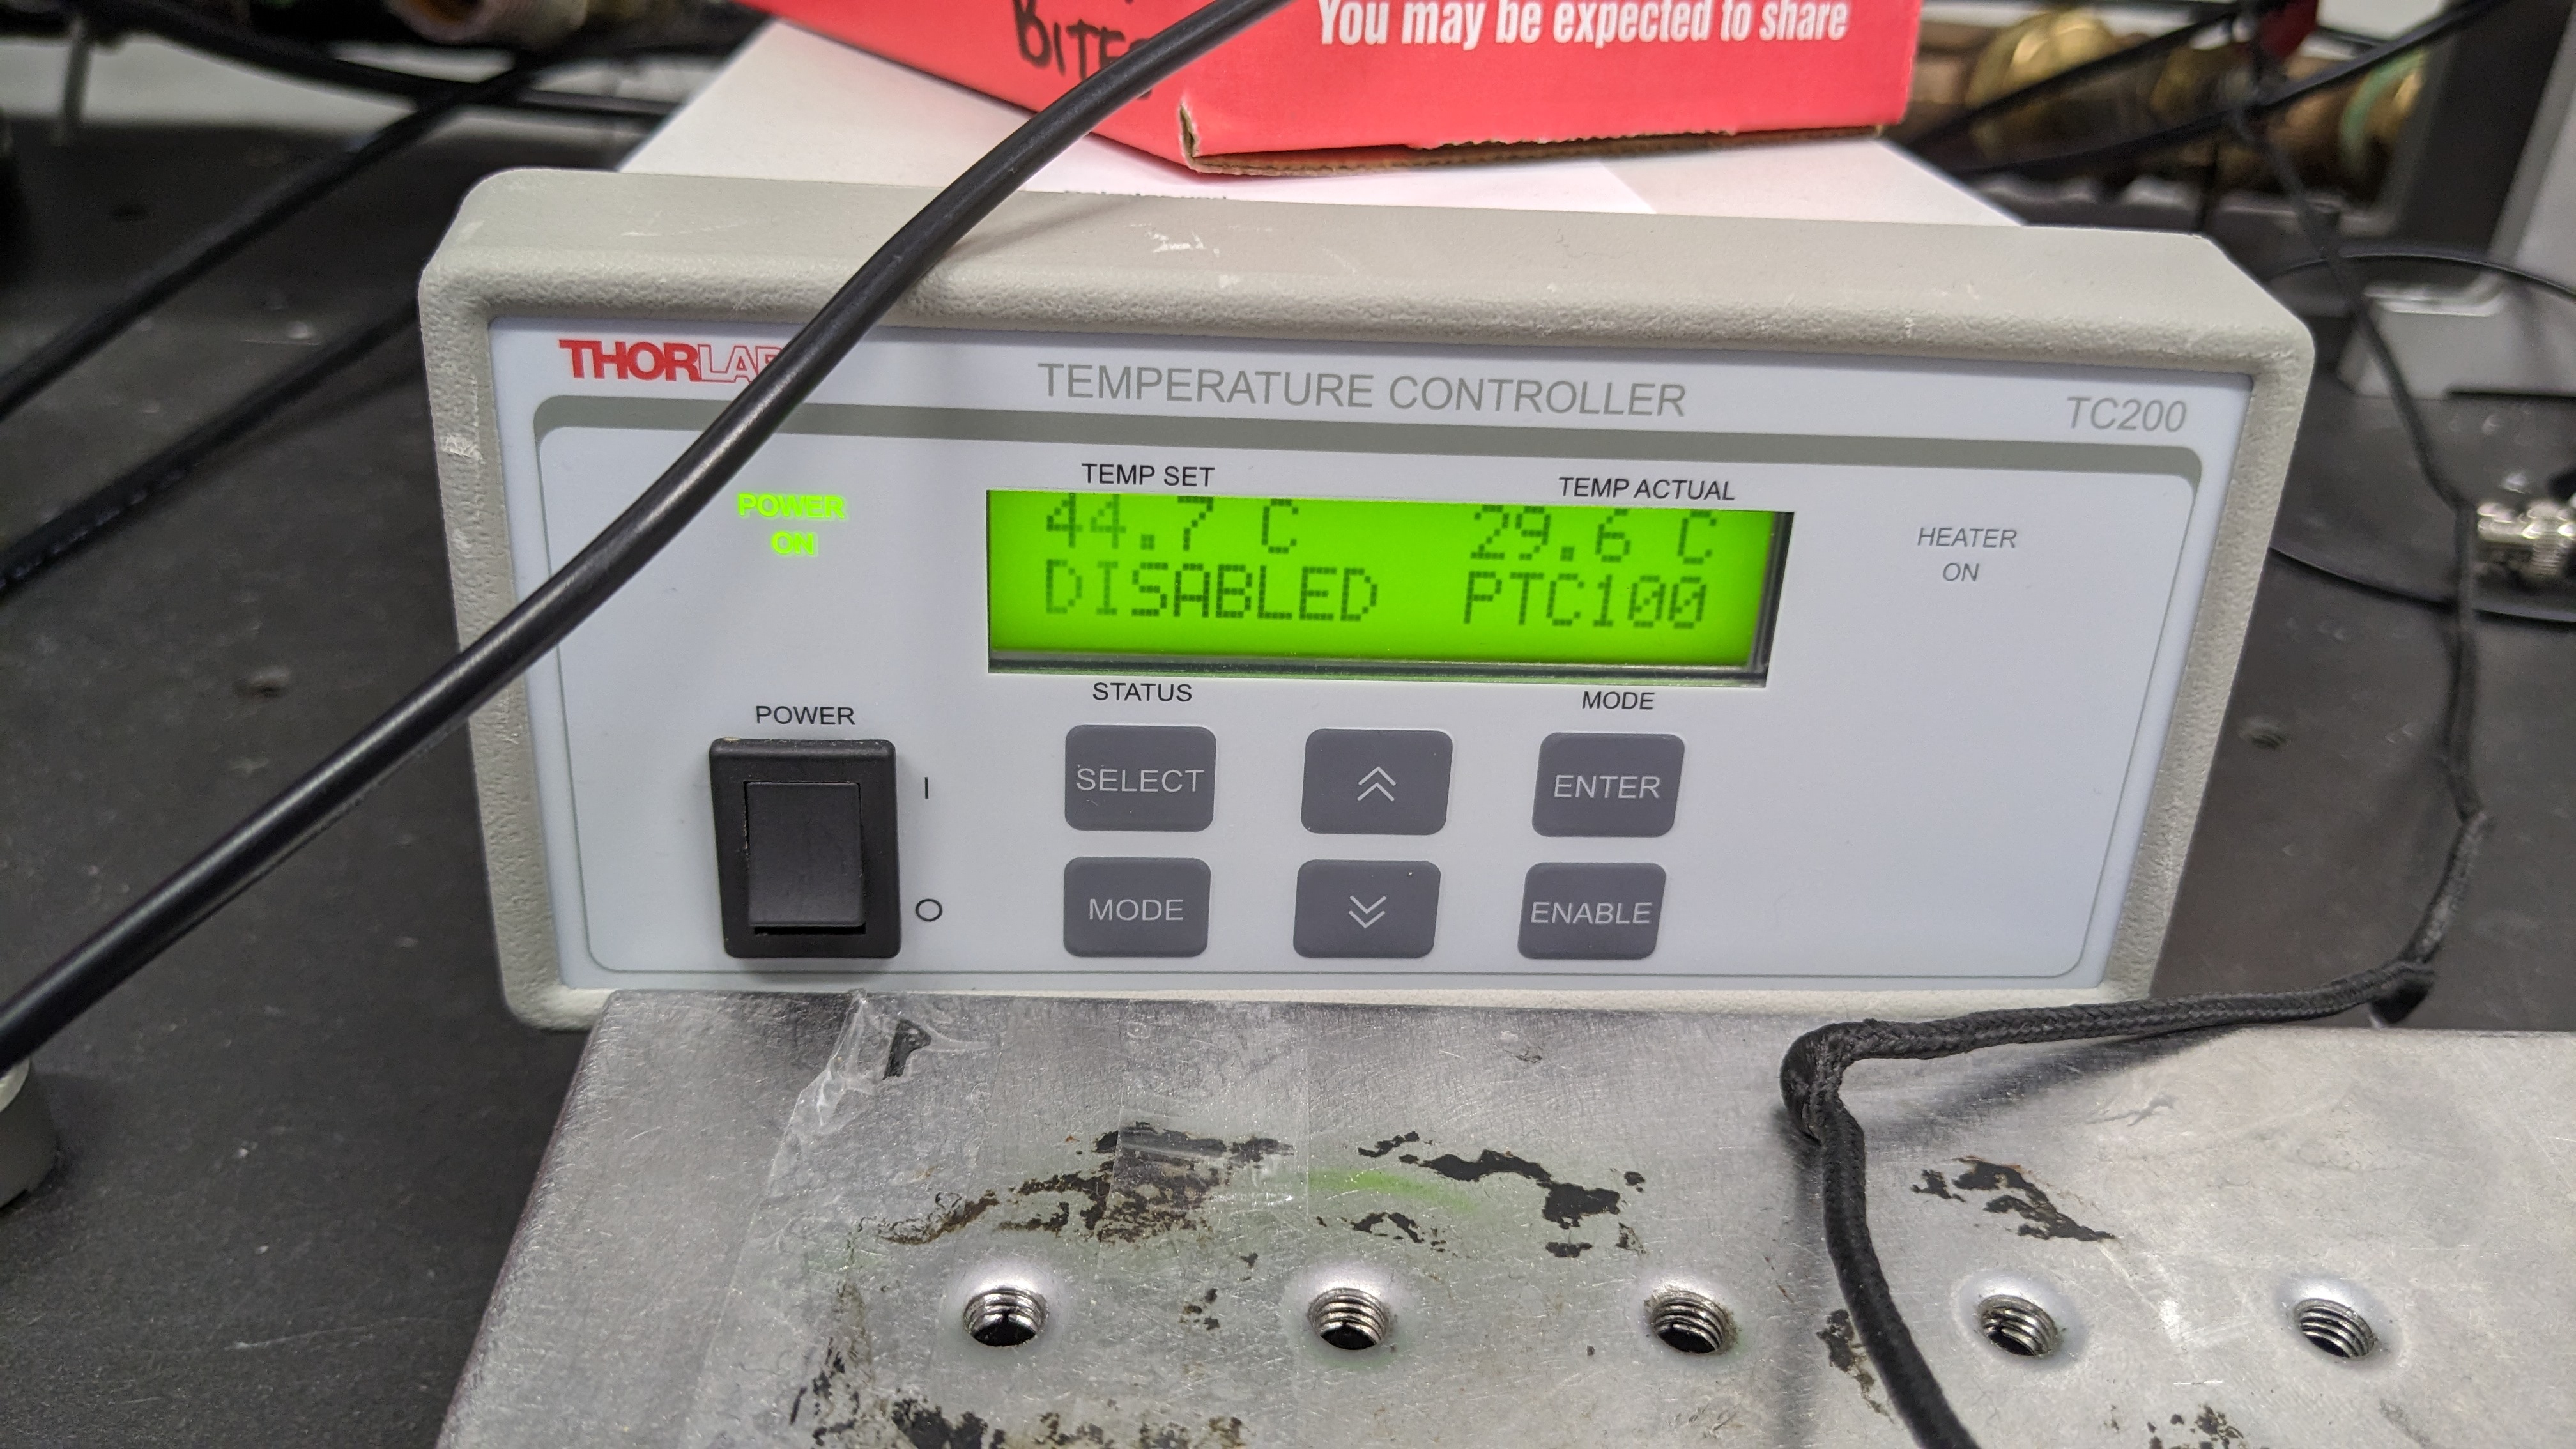 BITES
You may be expected to share
THORLAB
TEMPERATURE CONTROLLER
TC200
TEMP SET
TEMP ACTUAL
POWER
ON
44.7 C 29.6 C
DISABLED PTC100
HEATER
ON
STATUS
MODE
POWER
I
O
SELECT
ENTER
MODE
ENABLE